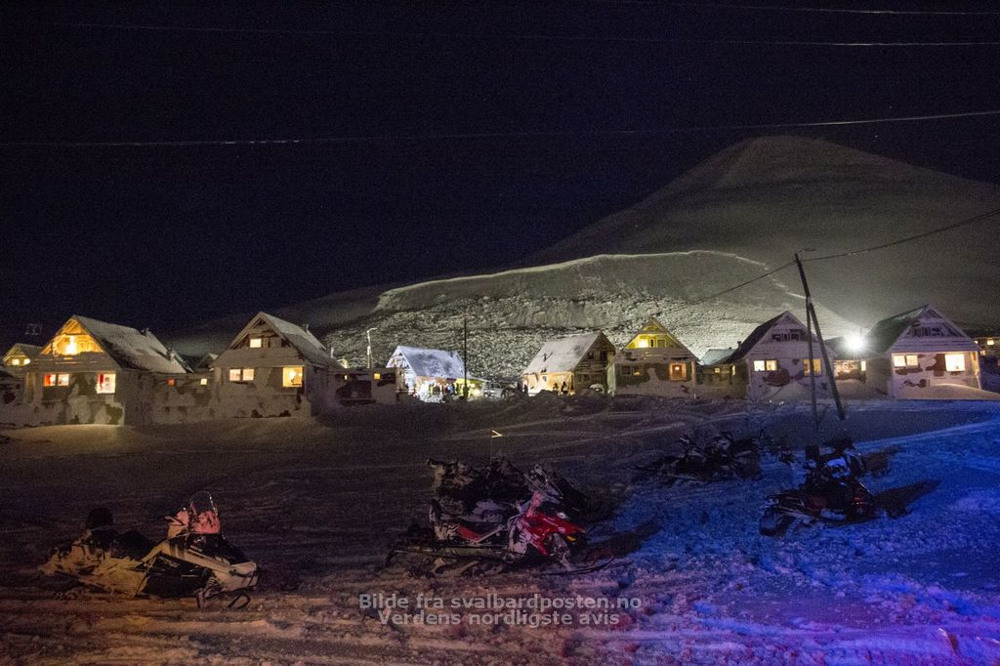 Bilde fra svalbardposten.no
Verdens nordligste avis